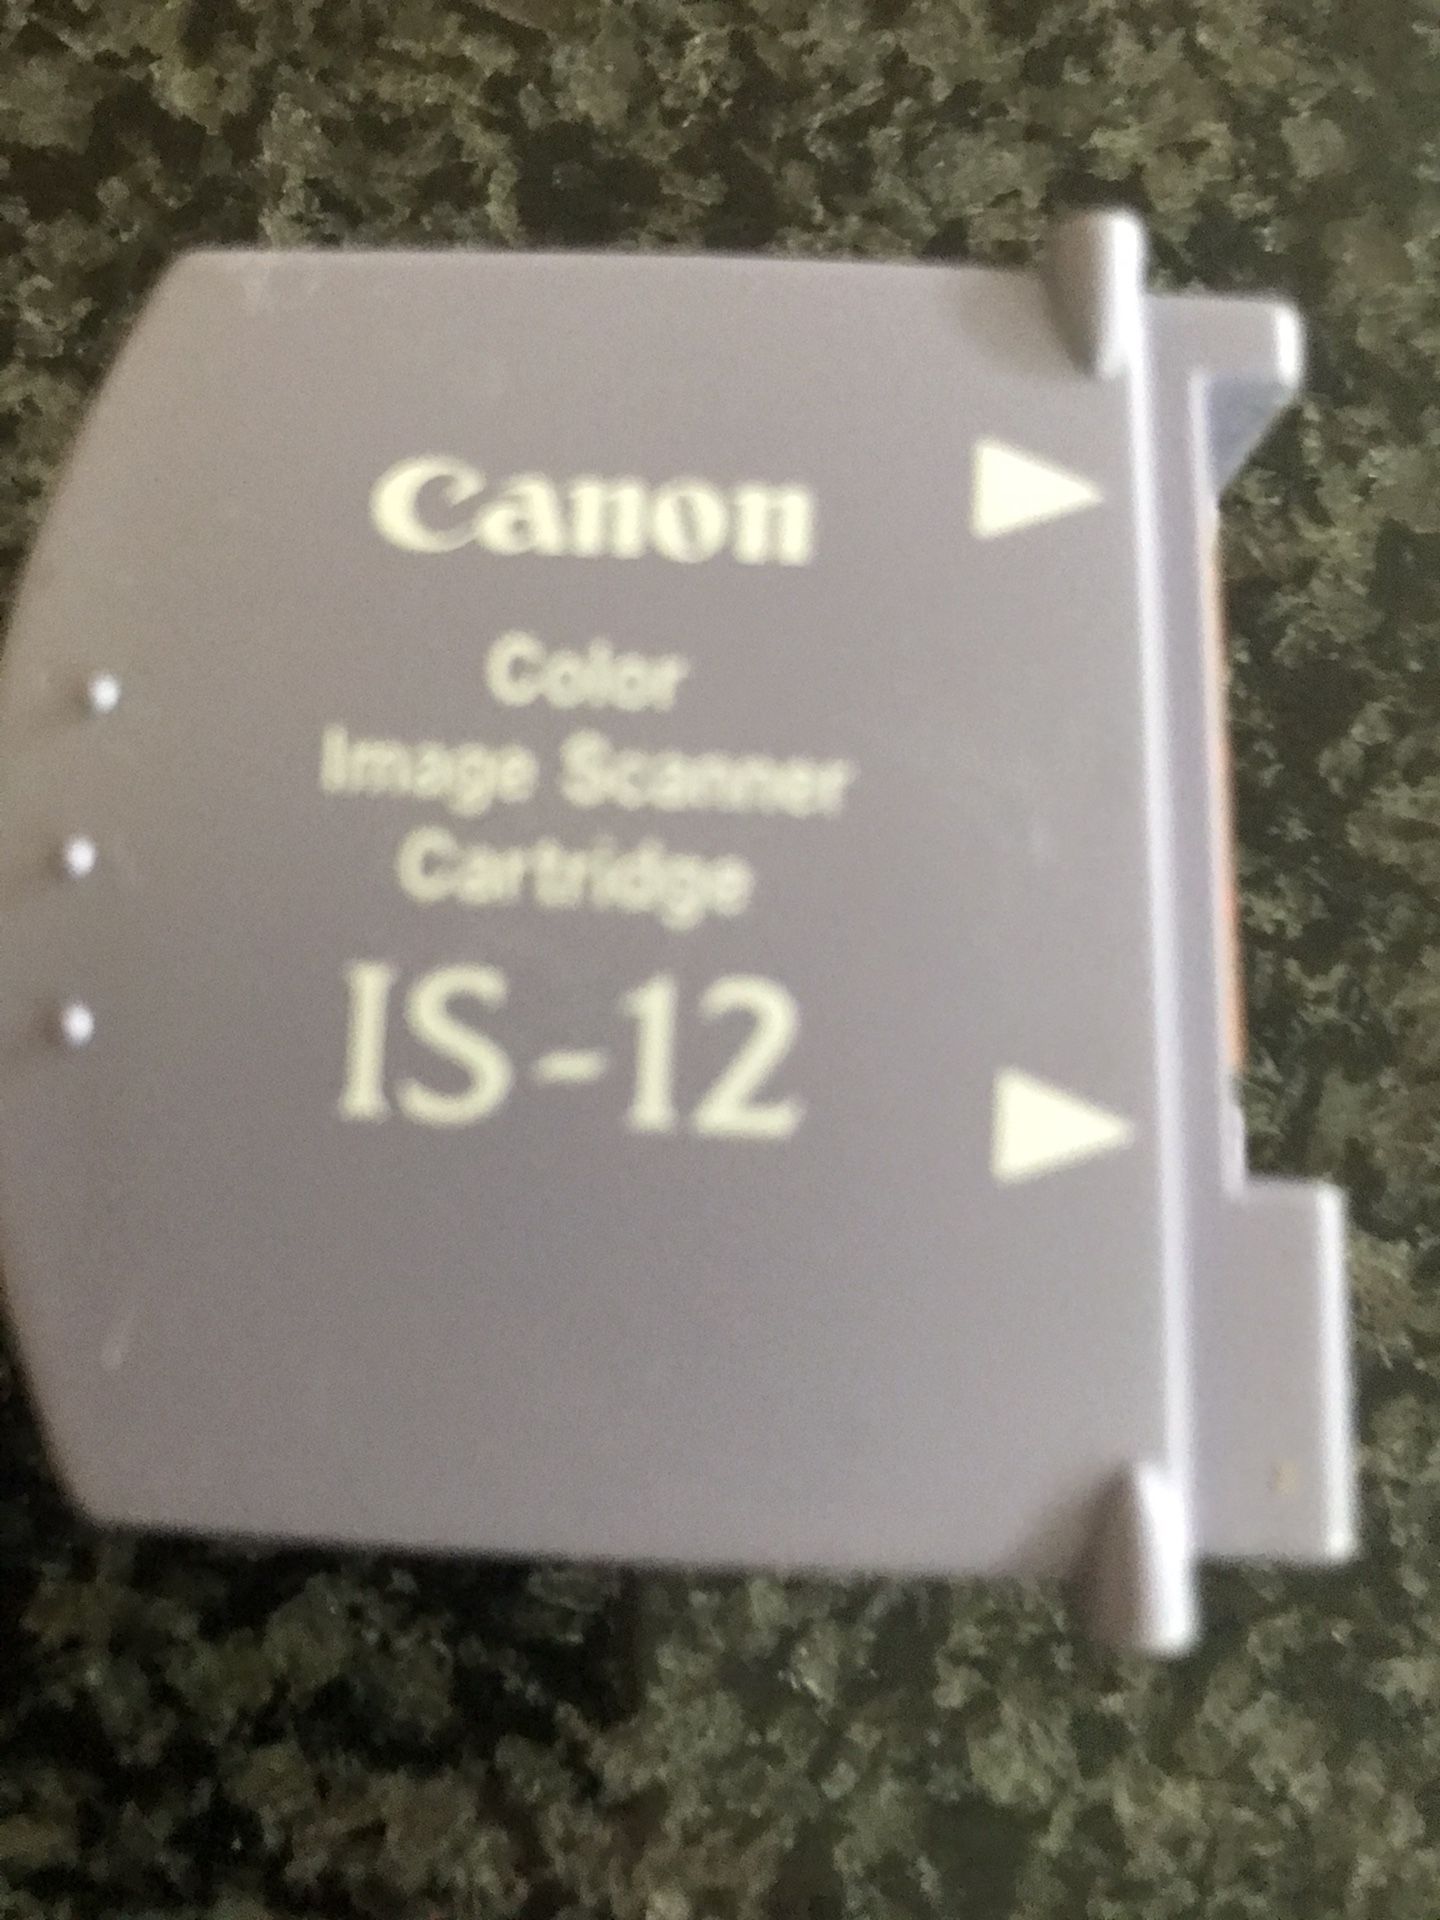 Canon
Color
Image Scanner
Cartridge
IS-12